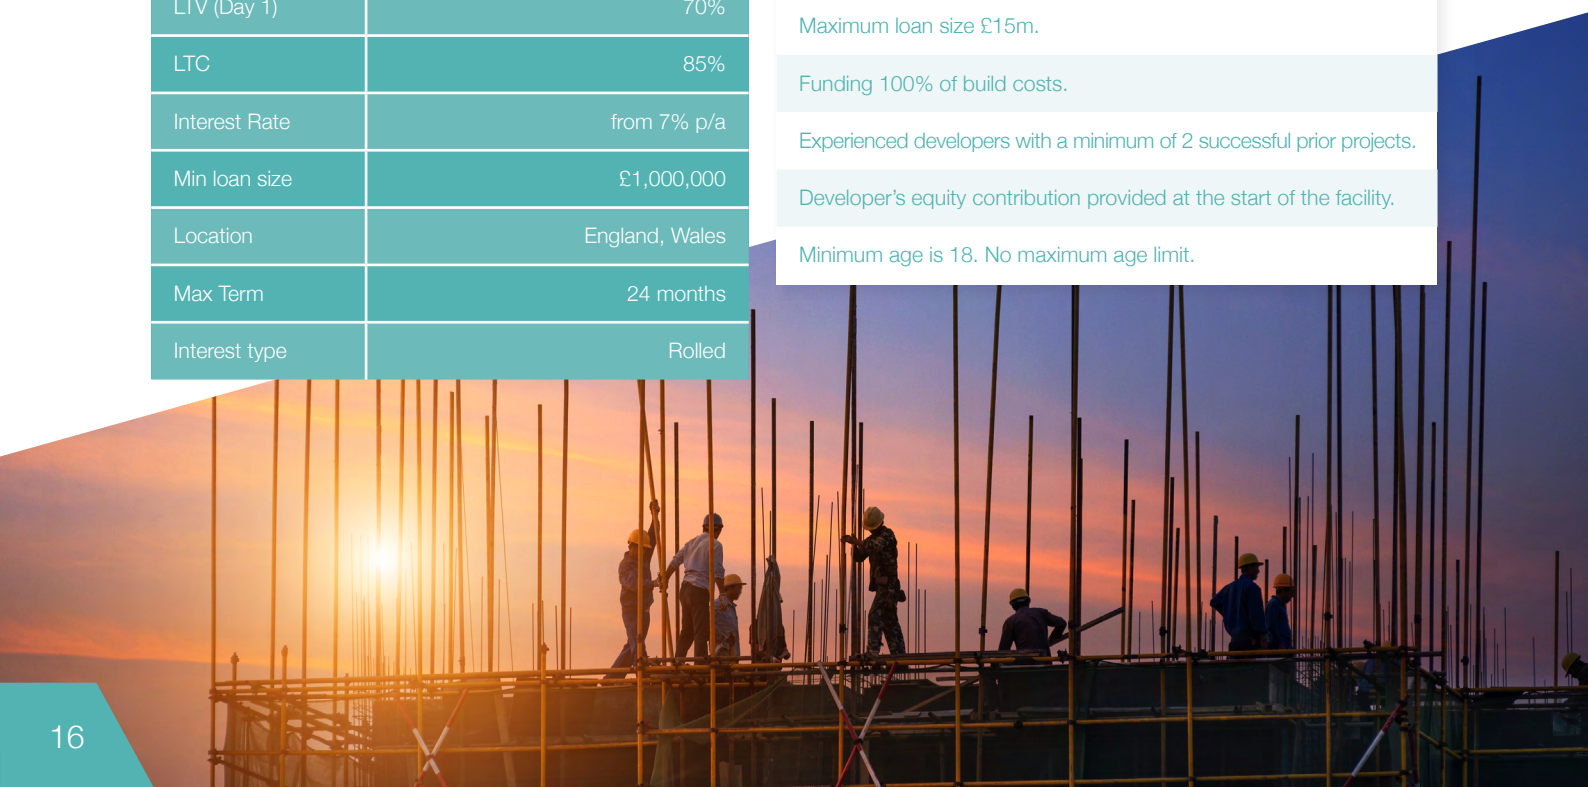 LTV (Day 1) 70%
LTC 85%
Interest Rate from 7% p/a
Min loan size £1,000,000
Location England, Wales
Max Term 24 months
Interest type Rolled
Maximum loan size £15m.
Funding 100% of build costs.
Experienced developers with a minimum of 2 successful prior projects.
Developer’s equity contribution provided at the start of the facility.
Minimum age is 18. No maximum age limit.
16